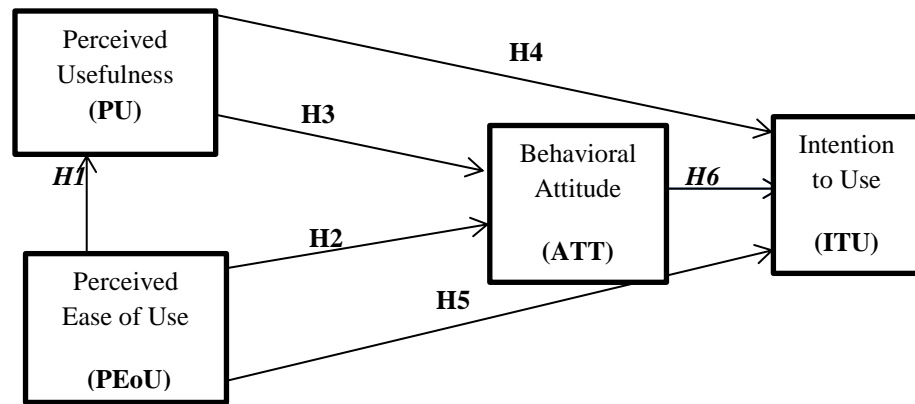 Perceived
Usefulness
(PU)
H4
H3
H1
Behavioral
Attitude
(ATT)
H6
Intention
to Use
(ITU)
H2
Perceived
Ease of Use
(PEoU)
H5